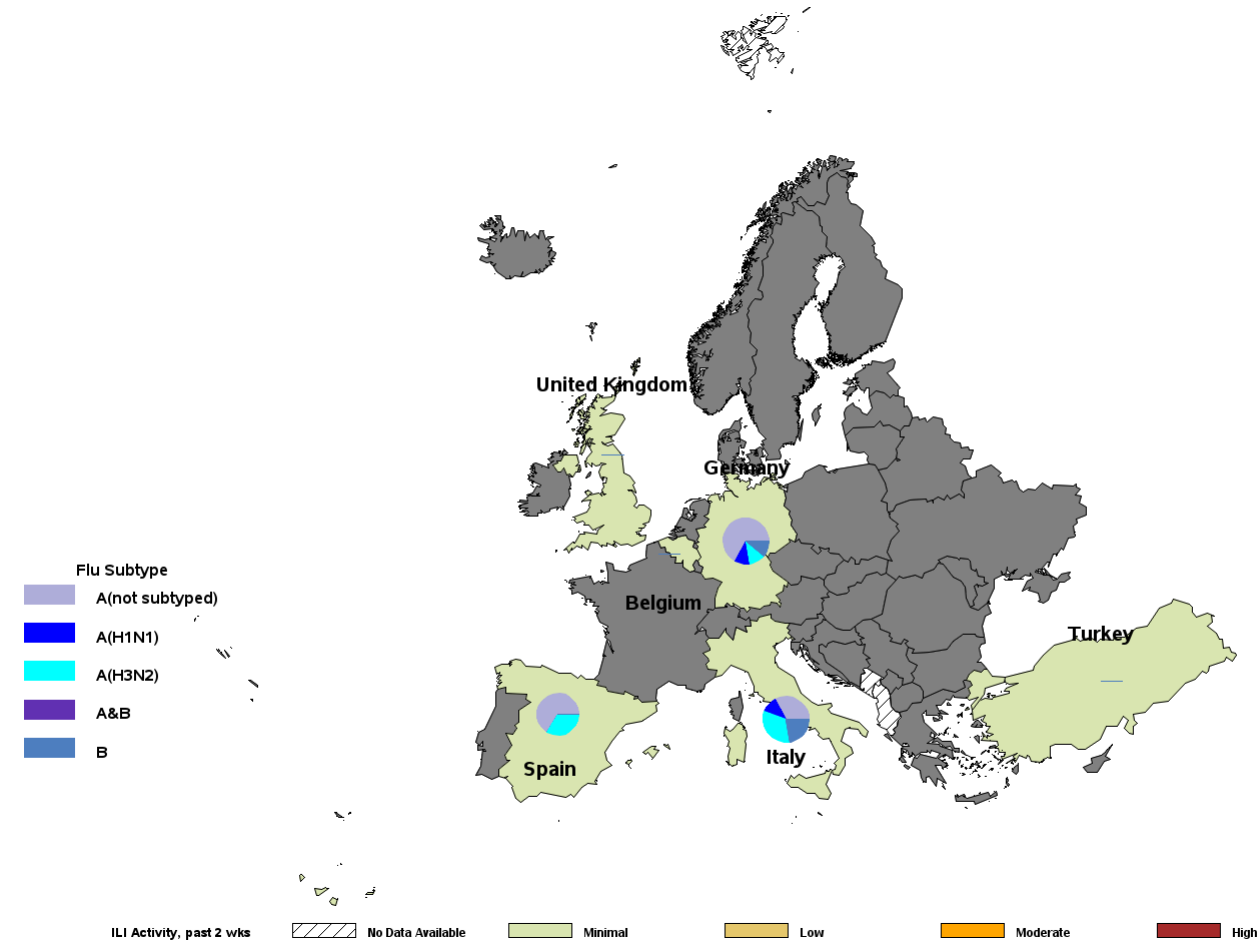 United Kingdom
Germany
Belgium
Turkey
Spain
Italy
Flu Subtype
A(not subtyped)
A(H1N1)
A(H3N2)
A&B
B
ILI Activity, past 2 wks
No Data Available
Minimal
Low
Moderate
High